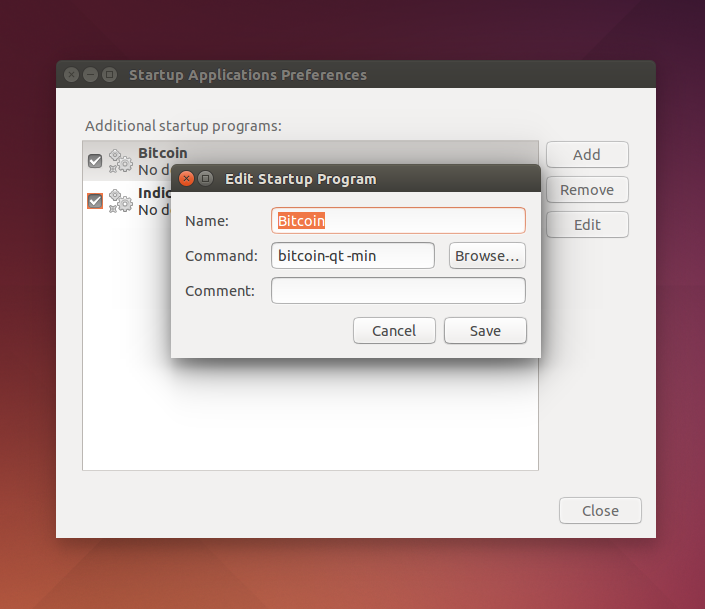 Startup Applications Preferences
Additional startup programs:
Bitcoin
No d
Add
Edit Startup Program
Remove
Indic
No d
Name: Bitcoin
Edit
Command: bitcoin-qt -min Browse...
Comment:
Cancel Save
Close